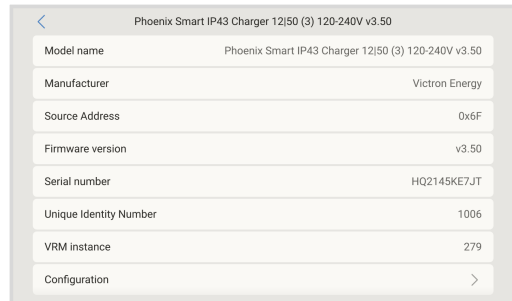 Phoenix Smart IP43 Charger 12|50 (3) 120-240V v3.50
Model name Phoenix Smart IP43 Charger 12|50 (3) 120-240V v3.50
Manufacturer Victron Energy
Source Address 0x6F
Firmware version v3.50
Serial number HQ2145KE7JT
Unique Identity Number 1006
VRM instance 279
Configuration